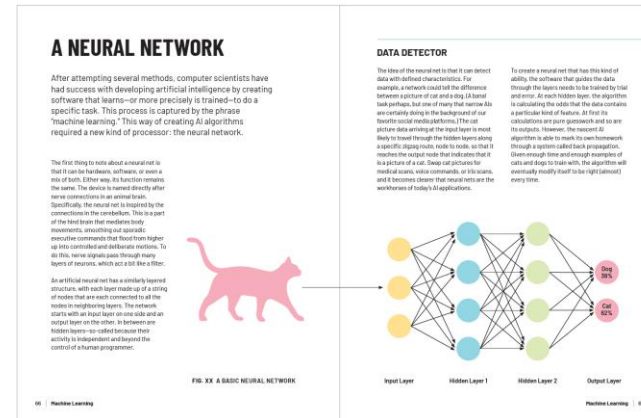 A NEURAL NETWORK
After attempting several methods, computer scientists have
had success with developing artificial intelligence by creating
software that learns—or more precisely is trained—to do a
specific task. This process is captured by the phrase
"machine learning." This way of creating AI algorithms
required a new kind of processor: the neural network.
The first thing to note about a neural net is
that it can be hardware, software, or even a
mix of both. Either way, its function remains
the same. The device is named directly after
nerve connections in an animal brain.
Specifically, the neural net is inspired by the
connections in the cerebellum. This is a part
of the hind brain that mediates body
movements, smoothing out sporadic
executive commands that flood from higher
up into controlled and deliberate motions. To
do this, nerve signals pass through many
layers of neurons, which act a bit like a filter.
An artificial neural net has a similarly layered
structure, with each layer made up of a string
of nodes that are each connected to all the
nodes in neighboring layers. The network
starts with an input layer on one side and an
output layer on the other. In between are
hidden layers—so-called because their
activity is independent and beyond the
control of a human programmer.
FIG. XX A BASIC NEURAL NETWORK
Machine Learning
DATA DETECTOR
The idea of the neural net is that it can detect
data with defined characteristics. For
example, a network could tell the difference
between a picture of cat and a dog. (A banal
task perhaps, but one of many that narrow AIs
are certainly doing in the background of our
favorite social media platforms.) The cat
picture data arriving at the input layer is most
likely to travel through the hidden layers along
a specific zigzag route, node to node, so that it
reaches the output node that indicates that it
is a picture of a cat. Swap cat pictures for
medical scans, voice commands, or iris scans,
and it becomes clearer that neural nets are the
workhorses of today's AI applications.
To create a neural net that has this kind of
ability, the software that guides the data
through the layers needs to be trained by trial
and error. At each hidden layer, the algorithm
is calculating the odds that the data contains
a particular kind of feature. At first its
calculations are pure guesswork and so are
its outputs. However, the nascent AI
algorithm is able to mark its own homework
through a system called back propagation.
Given enough time and enough examples of
cats and dogs to train with, the algorithm will
eventually modify itself to be right (almost)
every time.
Dog
38%
Cat
62%
Input Layer
Hidden Layer 1
Hidden Layer 2
Output Layer
Machine Learning